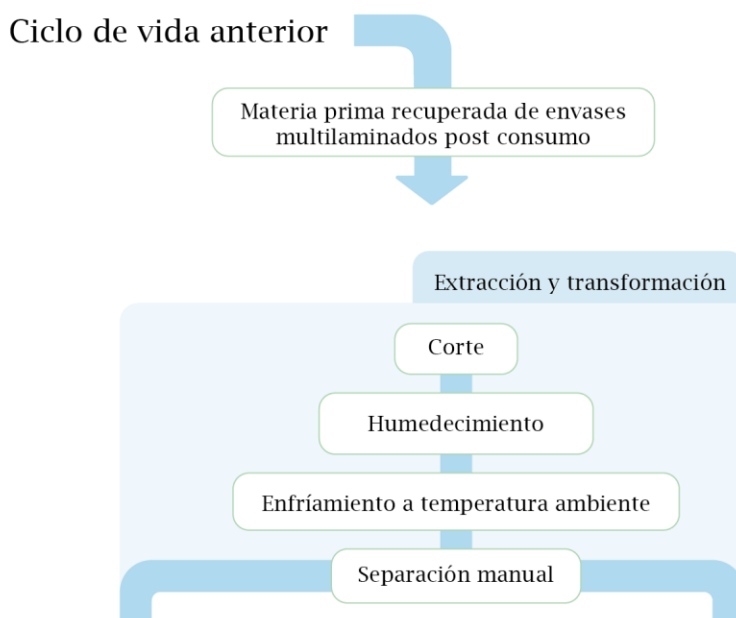 Ciclo de vida anterior
Materia prima recuperada de envases
multilaminados post consumo
Extracción y transformación
Corte
Humedecimiento
Enfríamiento a temperatura ambiente
Separación manual